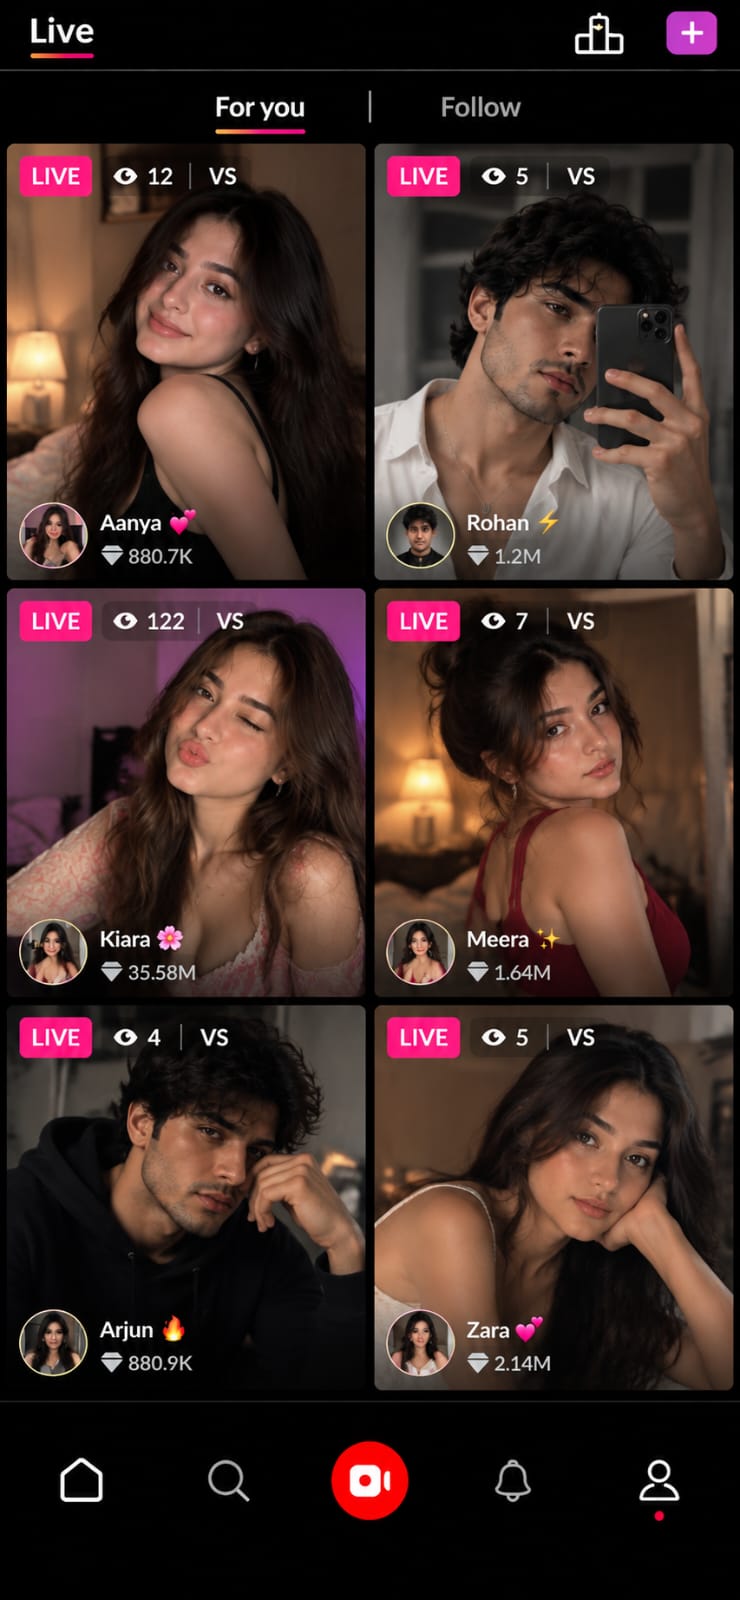 Live
For you | Follow
LIVE 12 | VS
Aanya 💕
880.7K
LIVE 5 | VS
Rohan ⚡
1.2M
LIVE 122 | VS
Kiara 🌸
35.58M
LIVE 7 | VS
Meera ✨
1.64M
LIVE 4 | VS
Arjun 🔥
880.9K
LIVE 5 | VS
Zara 💕
2.14M